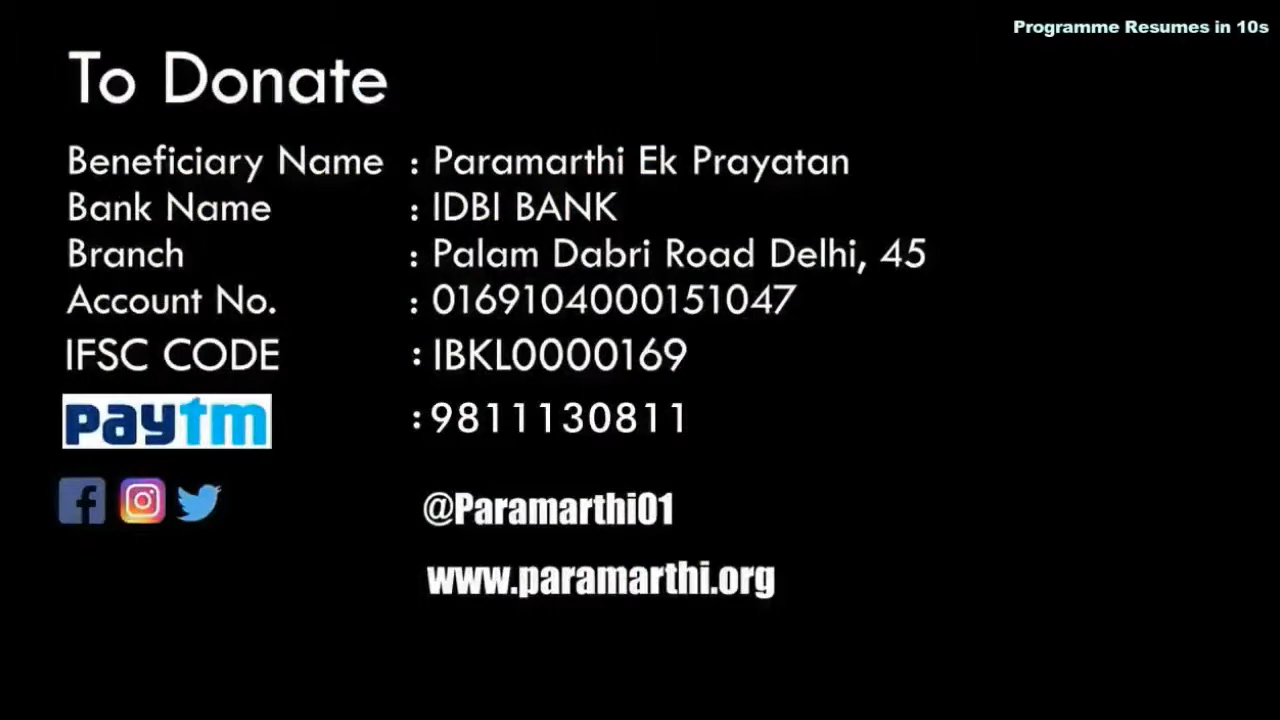 Programme Resumes in 10s
To Donate
Beneficiary Name : Paramarthi Ek Prayatan
Bank Name : IDBI BANK
Branch : Palam Dabri Road Delhi, 45
Account No. : 0169104000151047
IFSC CODE : IBKL0000169
paytm : 9811130811
@Paramarthi01
www.paramarthi.org